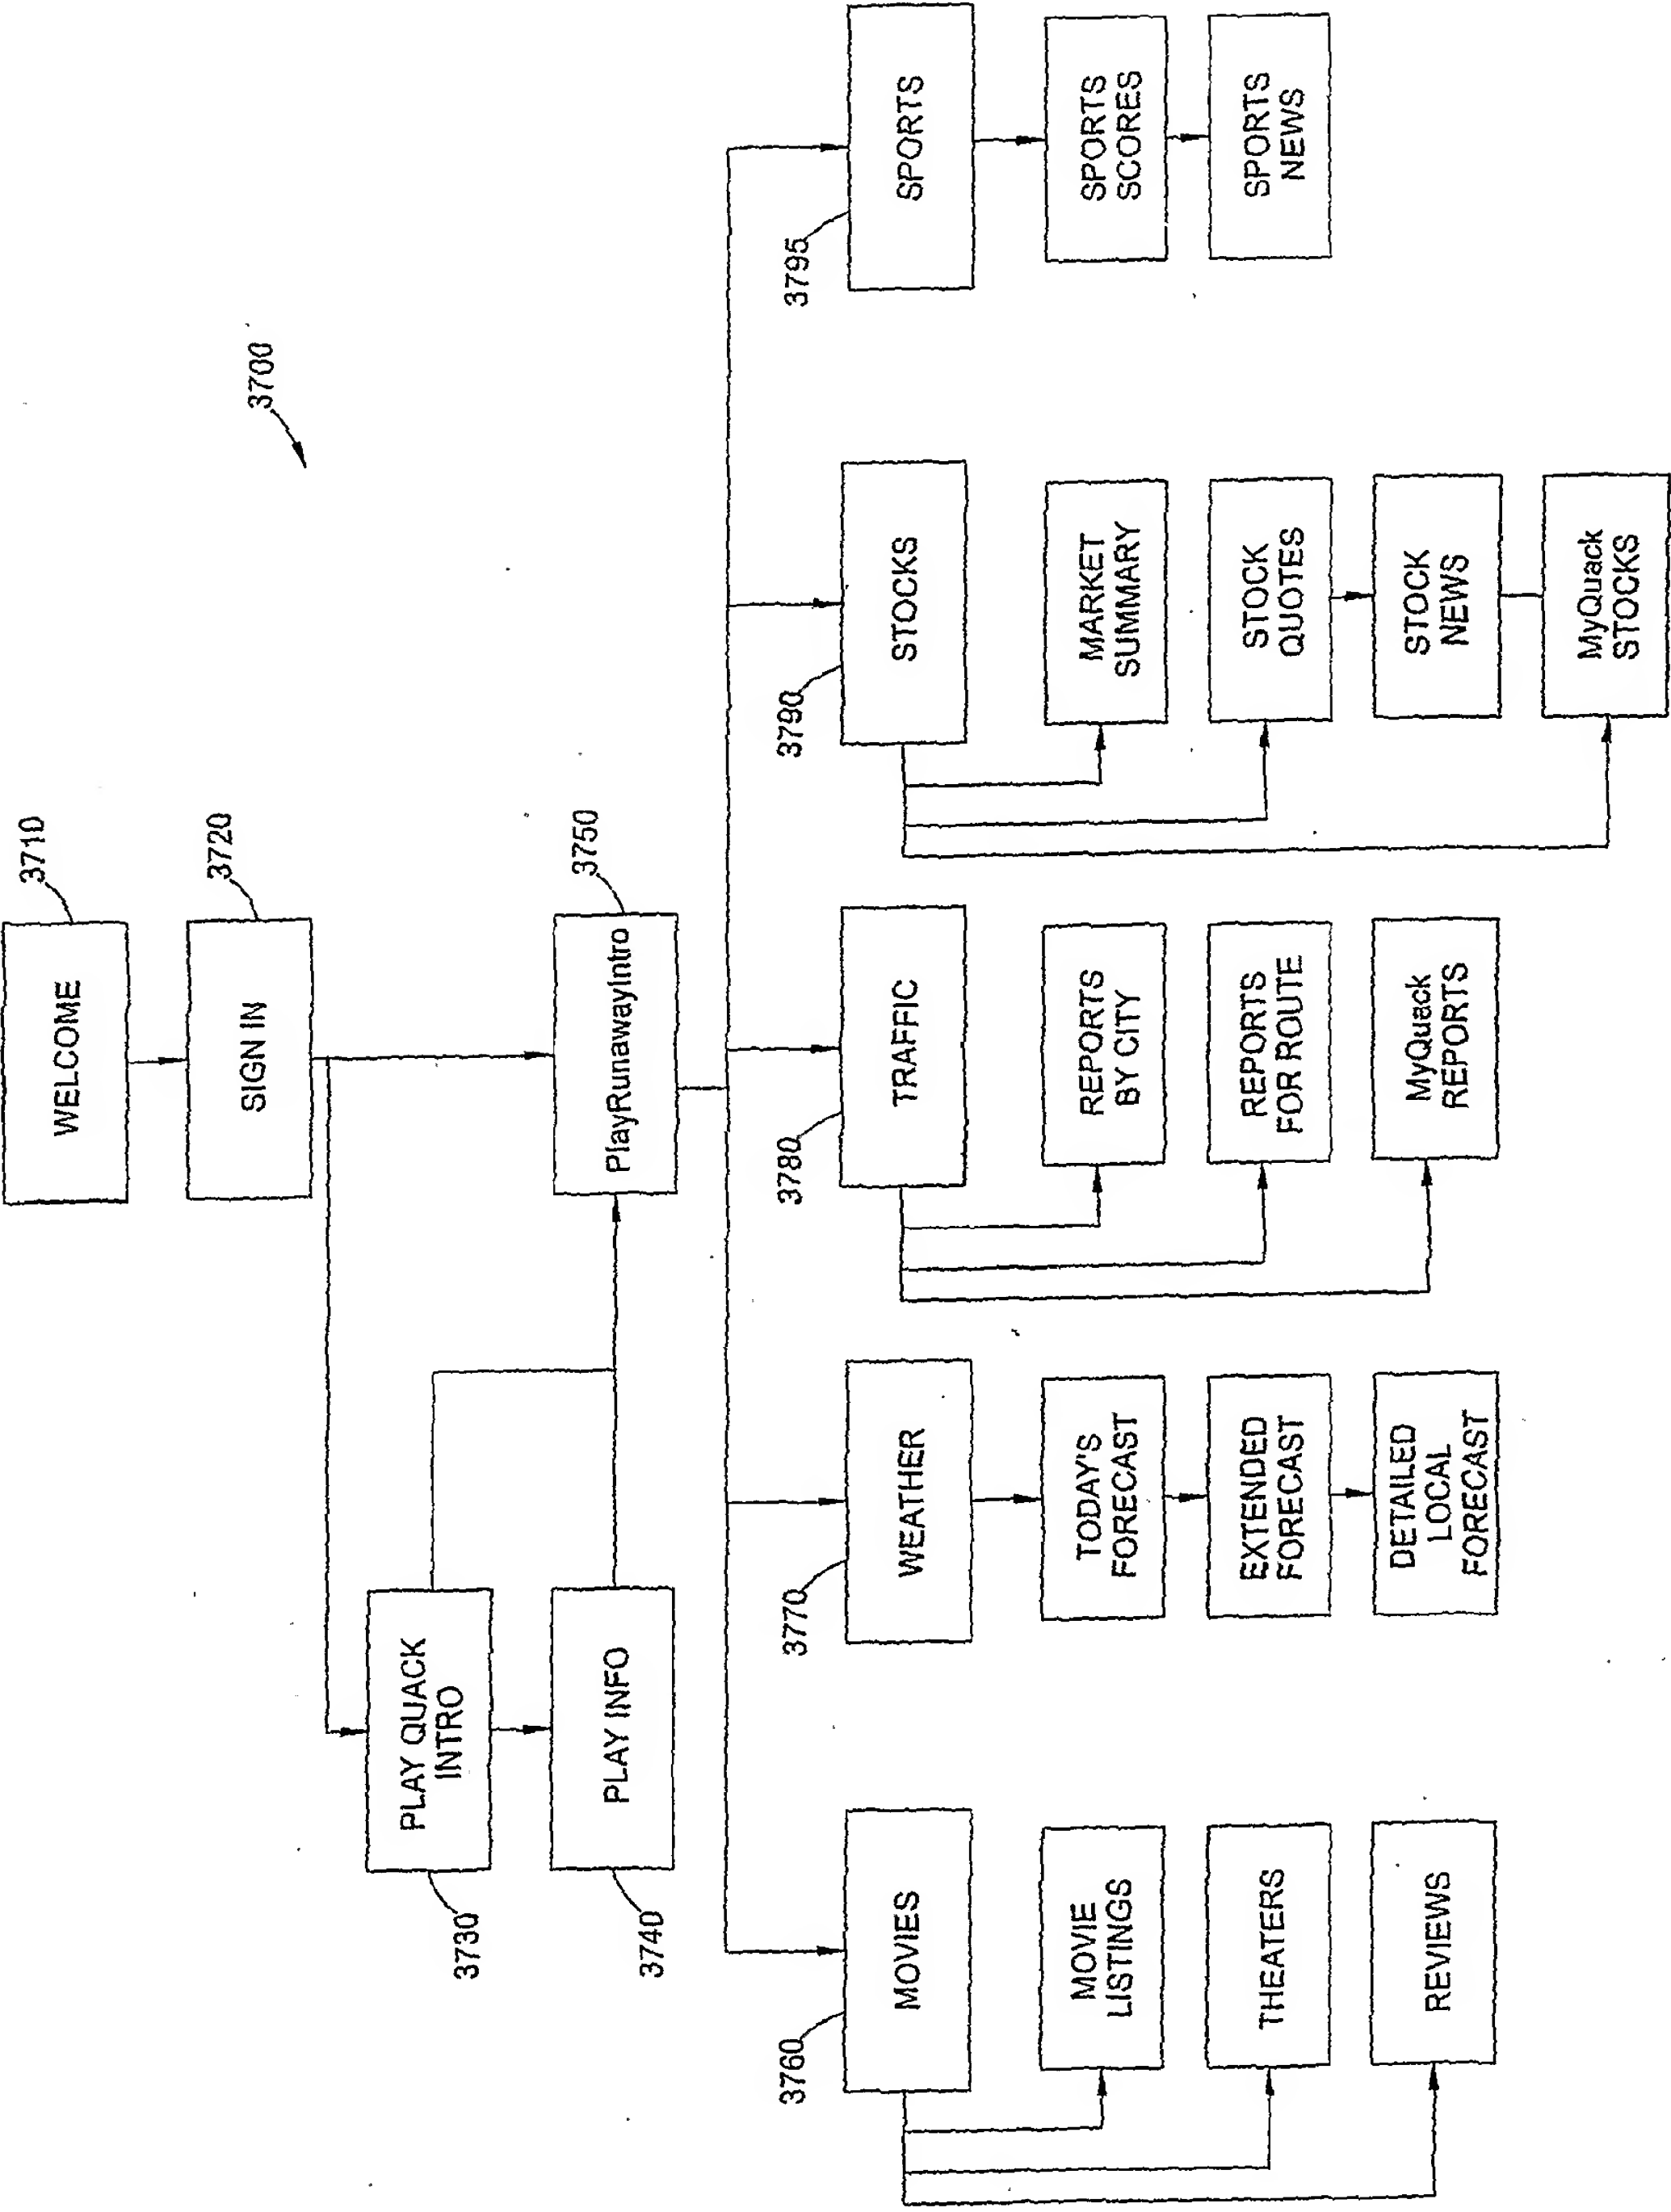 3700
WELCOME
3710
SIGN IN
3720
PLAY QUACK
INTRO
3730
PLAY INFO
3740
PlayRunawayIntro
3750
3760
MOVIES
MOVIE
LISTINGS
THEATERS
REVIEWS
3770
WEATHER
TODAY'S
FORECAST
EXTENDED
FORECAST
DETAILED
LOCAL
FORECAST
3780
TRAFFIC
REPORTS
BY CITY
REPORTS
FOR ROUTE
MyQuack
REPORTS
3790
STOCKS
MARKET
SUMMARY
STOCK
QUOTES
STOCK
NEWS
MyQuack
STOCKS
3795
SPORTS
SPORTS
SCORES
SPORTS
NEWS